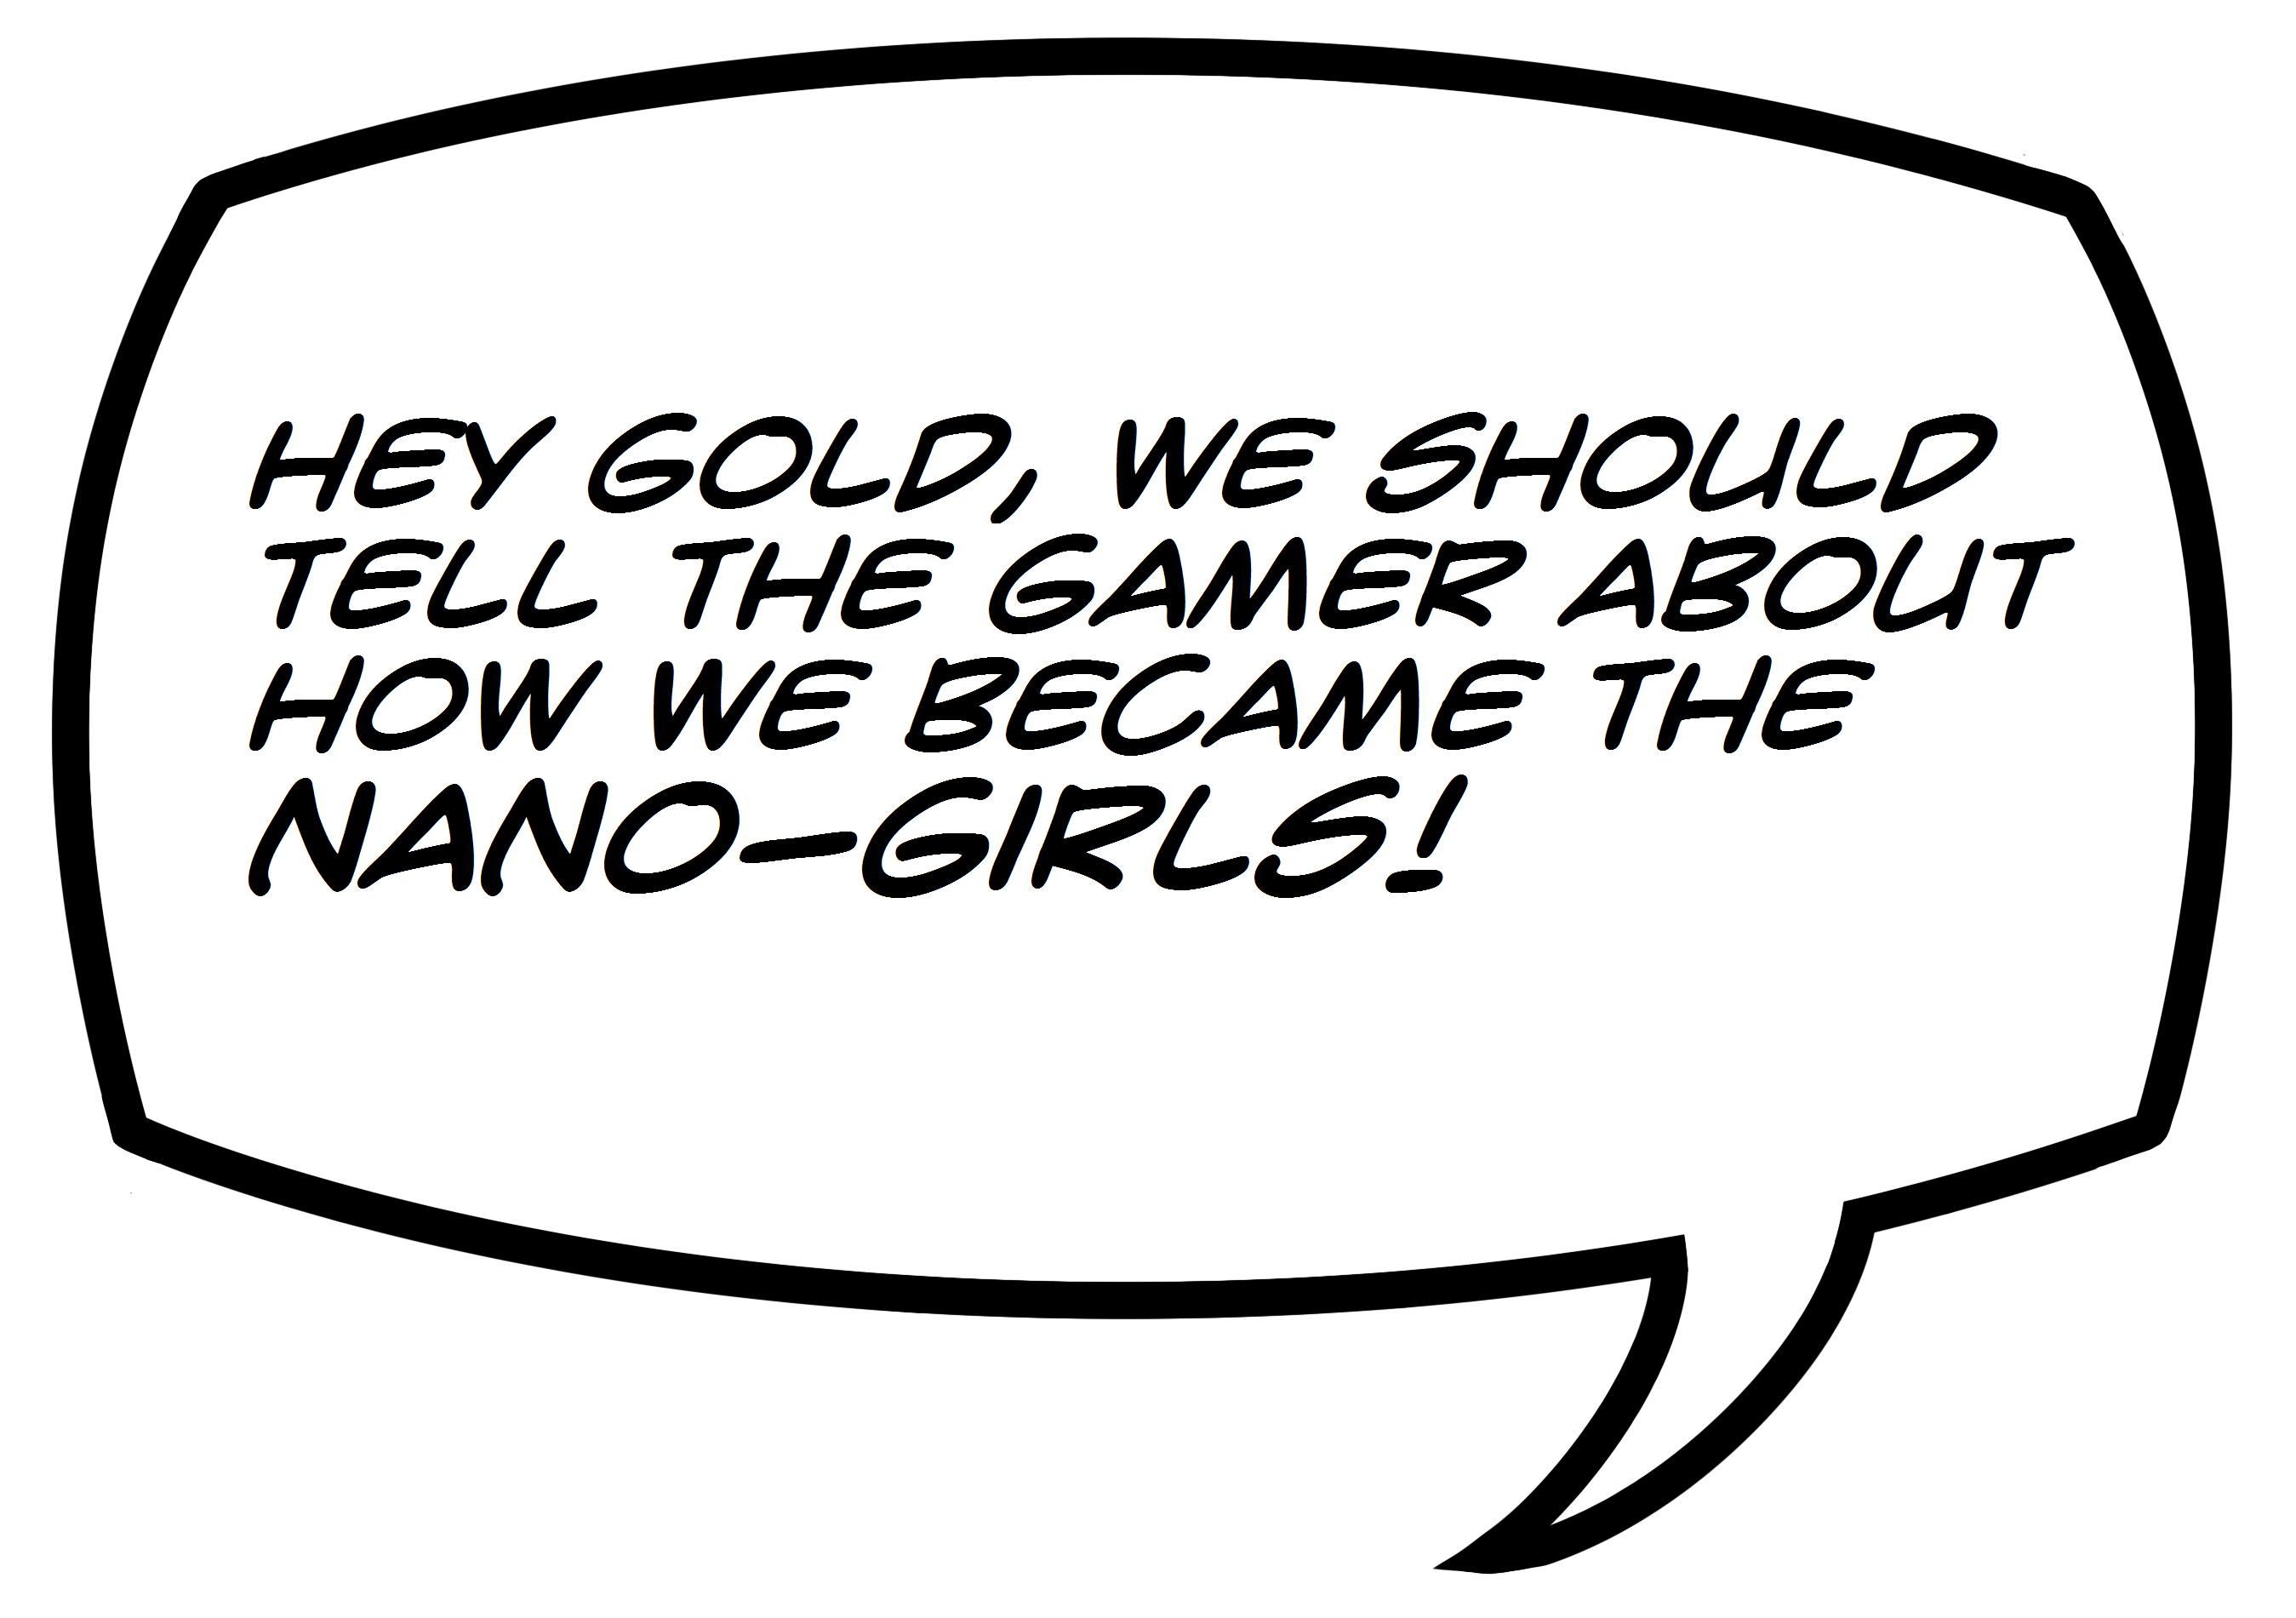 HEY GOLD, WE SHOULD
TELL THE GAMER ABOUT
HOW WE BECAME THE
NANO-GIRLS!